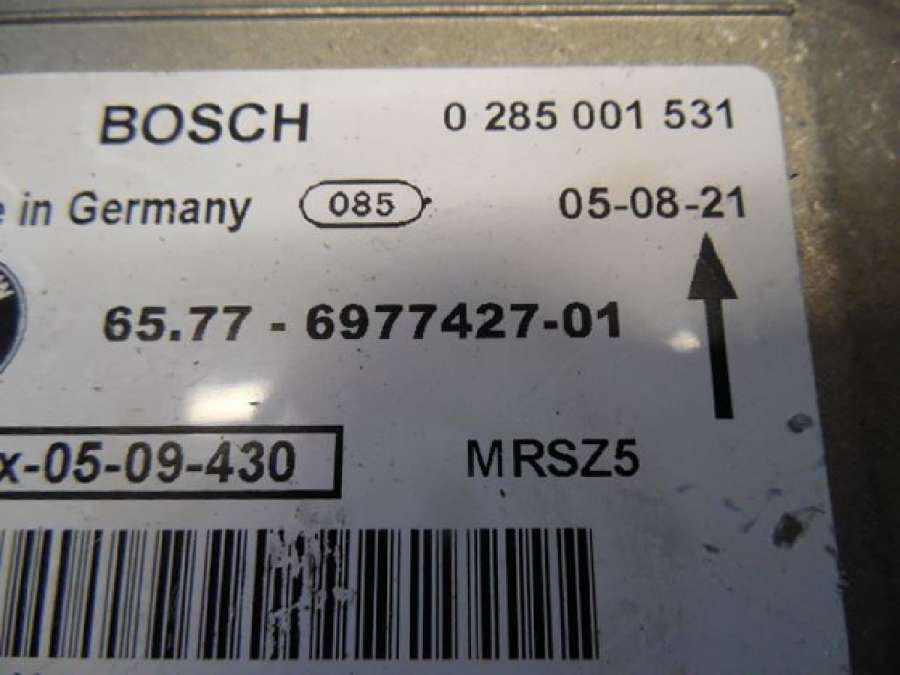 BOSCH 0 285 001 531
e in Germany 085 05-08-21
65.77 - 6977427-01
x-05-09-430 MRSZ5